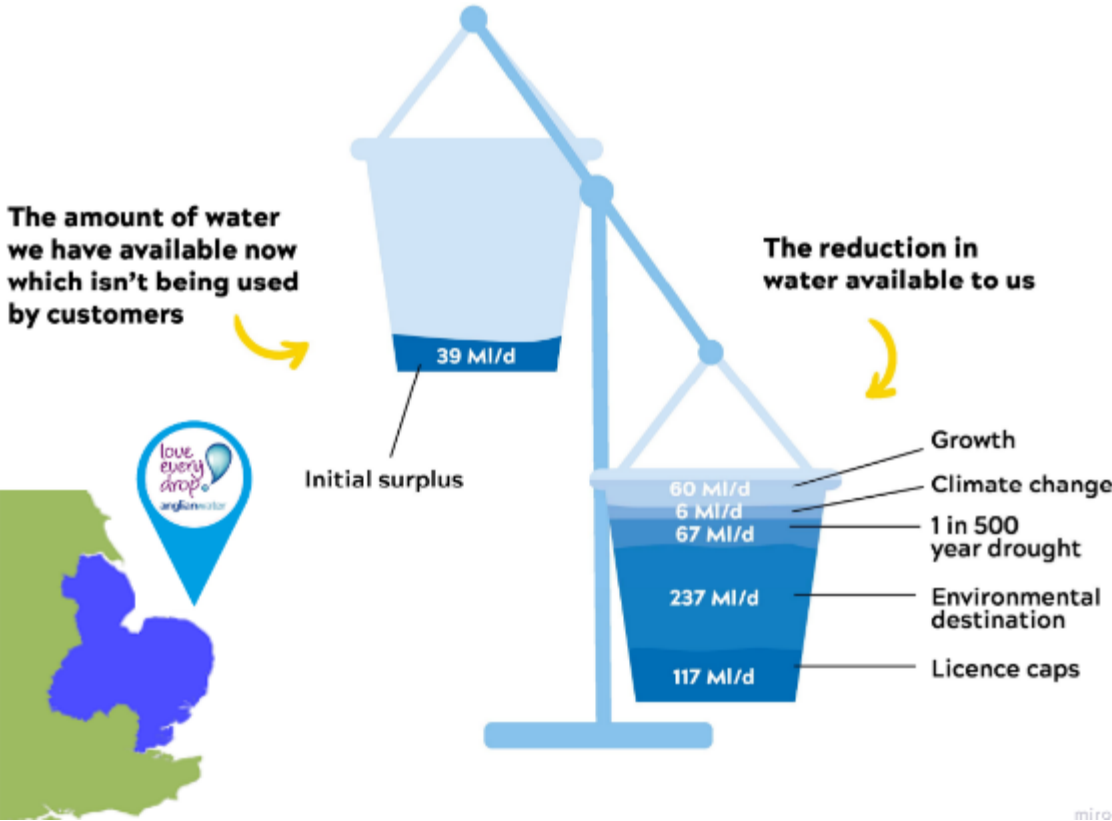 The amount of water
we have available now
which isn't being used
by customers
39 Ml/d
Initial surplus
The reduction in
water available to us
60 Ml/d
6 Ml/d
67 Ml/d
237 Ml/d
117 Ml/d
Growth
Climate change
1 in 500
year drought
Environmental
destination
Licence caps
love
every
drop
anglianwater
miro